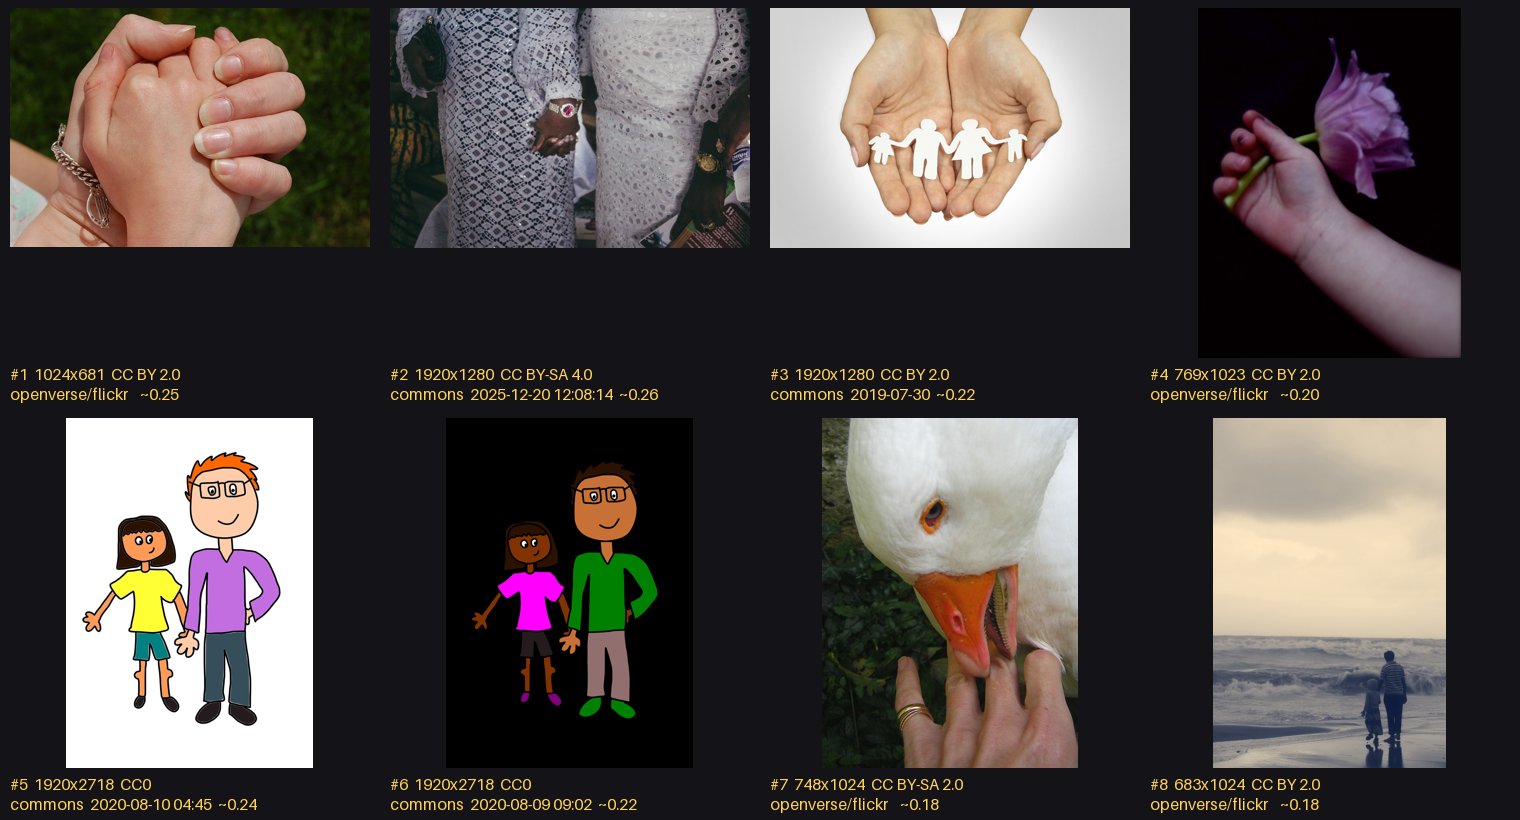 #1 1024x681 CC BY 2.0
openverse/flickr ~0.25
#2 1920x1280 CC BY-SA 4.0
commons 2025-12-20 12:08:14 ~0.26
#3 1920x1280 CC BY 2.0
commons 2019-07-30 ~0.22
#4 769x1023 CC BY 2.0
openverse/flickr ~0.20
#5 1920x2718 CC0
commons 2020-08-10 04:45 ~0.24
#6 1920x2718 CC0
commons 2020-08-09 09:02 ~0.22
#7 748x1024 CC BY-SA 2.0
openverse/flickr ~0.18
#8 683x1024 CC BY 2.0
openverse/flickr ~0.18